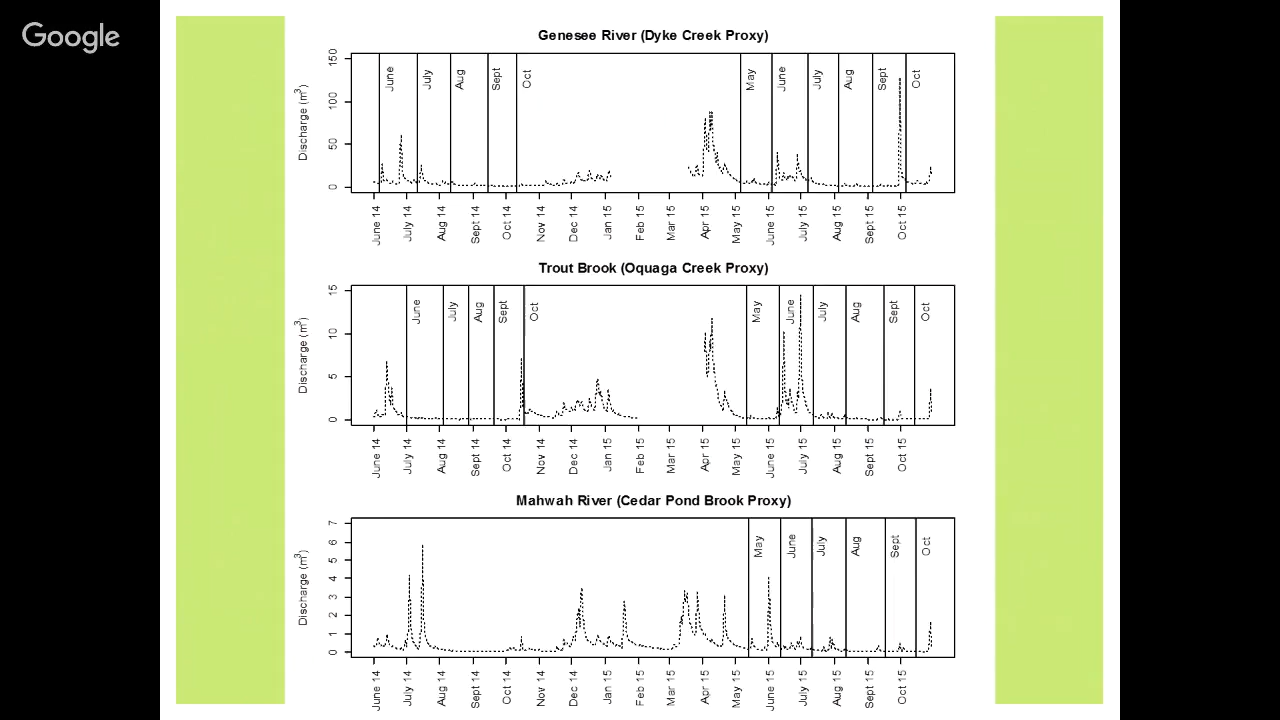 Google
Genesee River (Dyke Creek Proxy)
Discharge (m³)
150
100
50
0
June
July
Aug
Sept
Oct
May
June
July
Aug
Sept
Oct
June 14
July 14
Aug 14
Sept 14
Oct 14
Nov 14
Dec 14
Jan 15
Feb 15
Mar 15
Apr 15
May 15
June 15
July 15
Aug 15
Sept 15
Oct 15
Trout Brook (Oquaga Creek Proxy)
Discharge (m³)
15
10
5
0
June
July
Aug
Sept
Oct
May
June
July
Aug
Sept
Oct
June 14
July 14
Aug 14
Sept 14
Oct 14
Nov 14
Dec 14
Jan 15
Feb 15
Mar 15
Apr 15
May 15
June 15
July 15
Aug 15
Sept 15
Oct 15
Mahwah River (Cedar Pond Brook Proxy)
Discharge (m³)
7
6
5
4
3
2
1
0
May
June
July
Aug
Sept
Oct
June 14
July 14
Aug 14
Sept 14
Oct 14
Nov 14
Dec 14
Jan 15
Feb 15
Mar 15
Apr 15
May 15
June 15
July 15
Aug 15
Sept 15
Oct 15